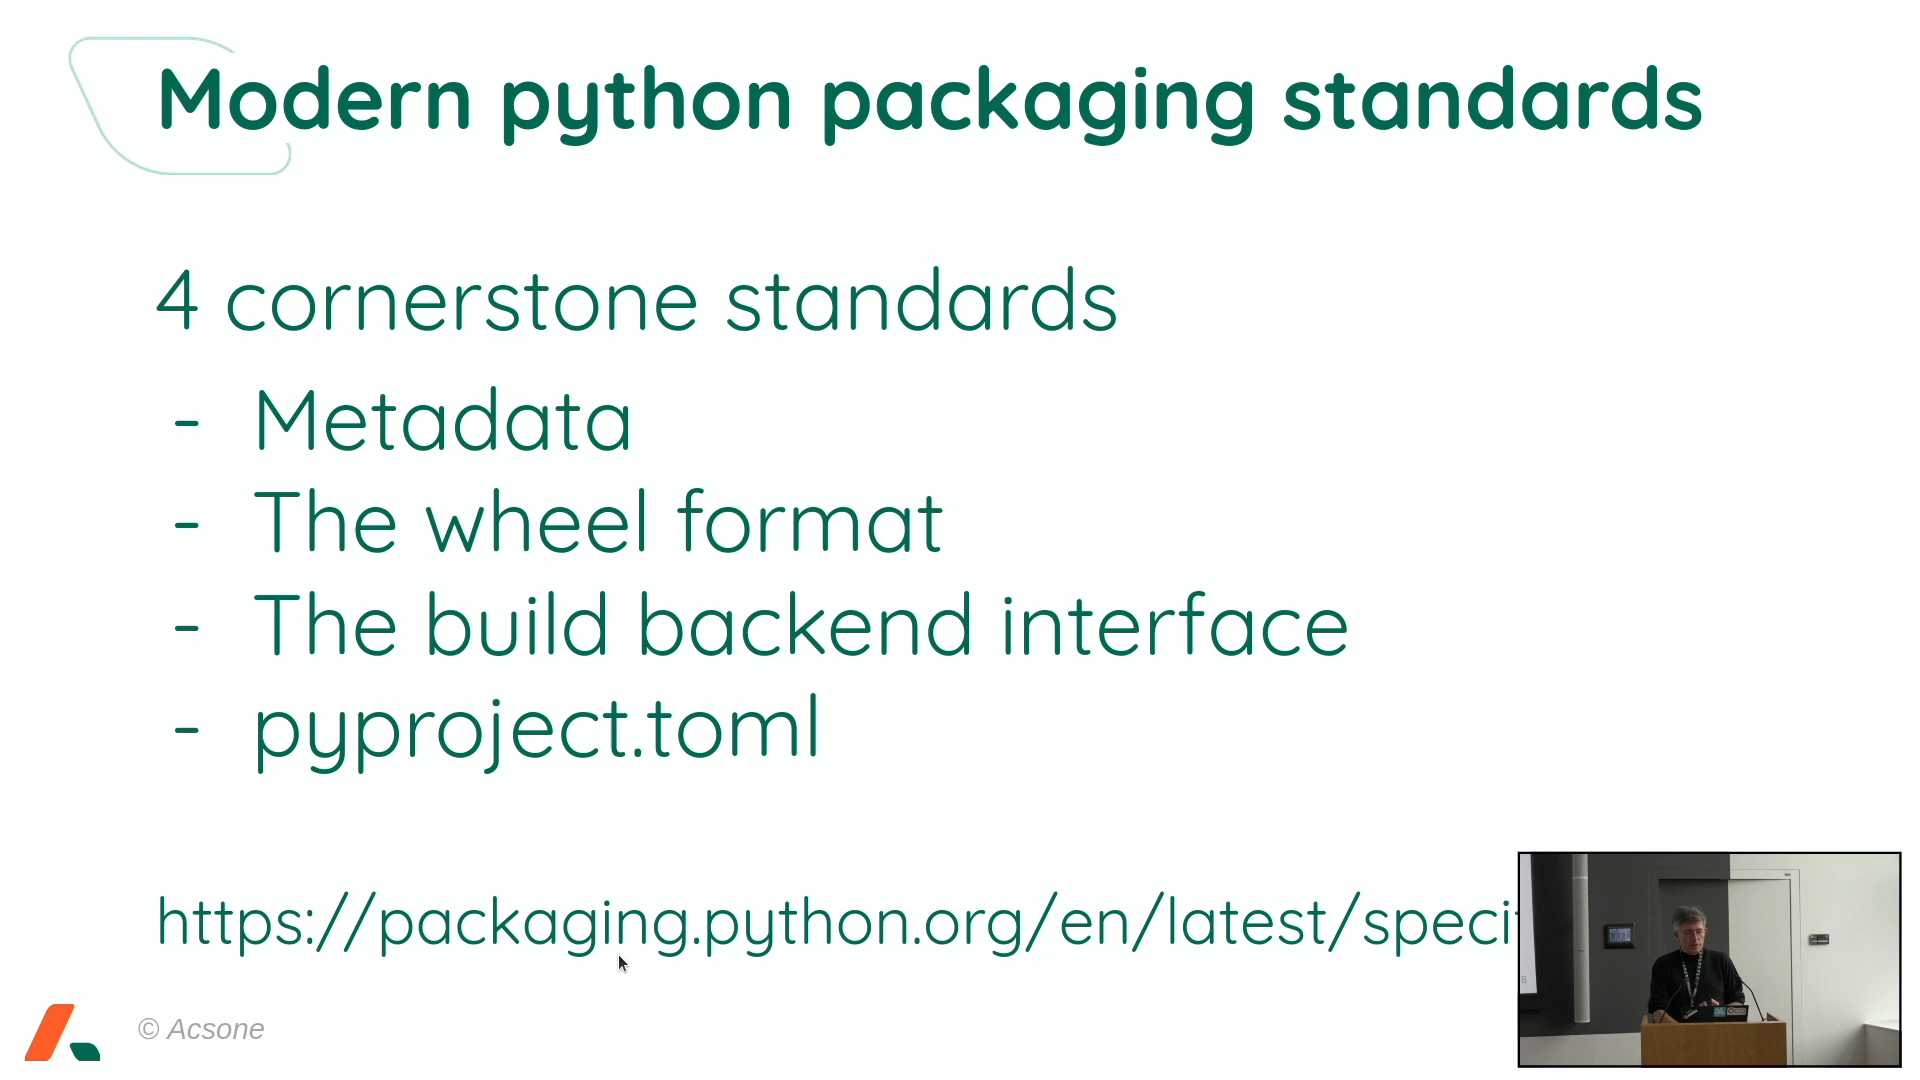 Modern python packaging standards
4 cornerstone standards
- Metadata
- The wheel format
- The build backend interface
- pyproject.toml
https://packaging.python.org/en/latest/speci
© Acsone
8